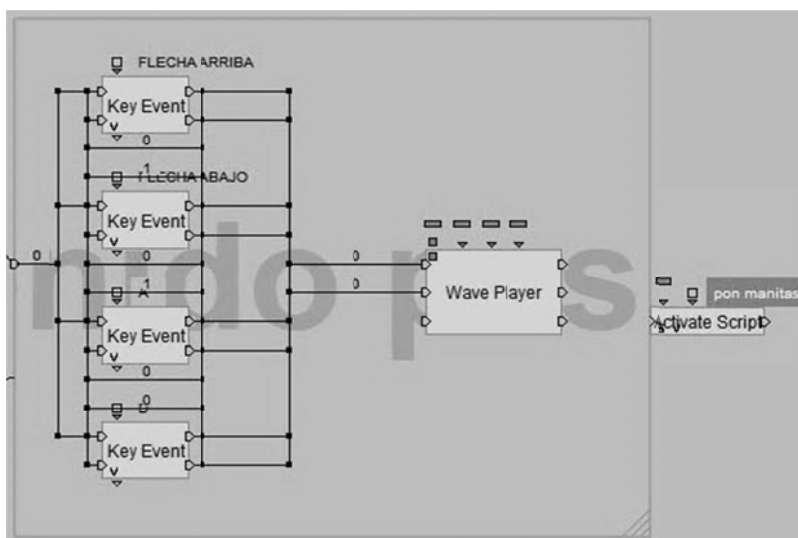 FLECHA ARRIBA
Key Event
0
1
FLECHA ABAJO
Key Event
0
0
1
A
0
0
Wave Player
pon manitas
Activate Script
Key Event
0
0
D
Key Event